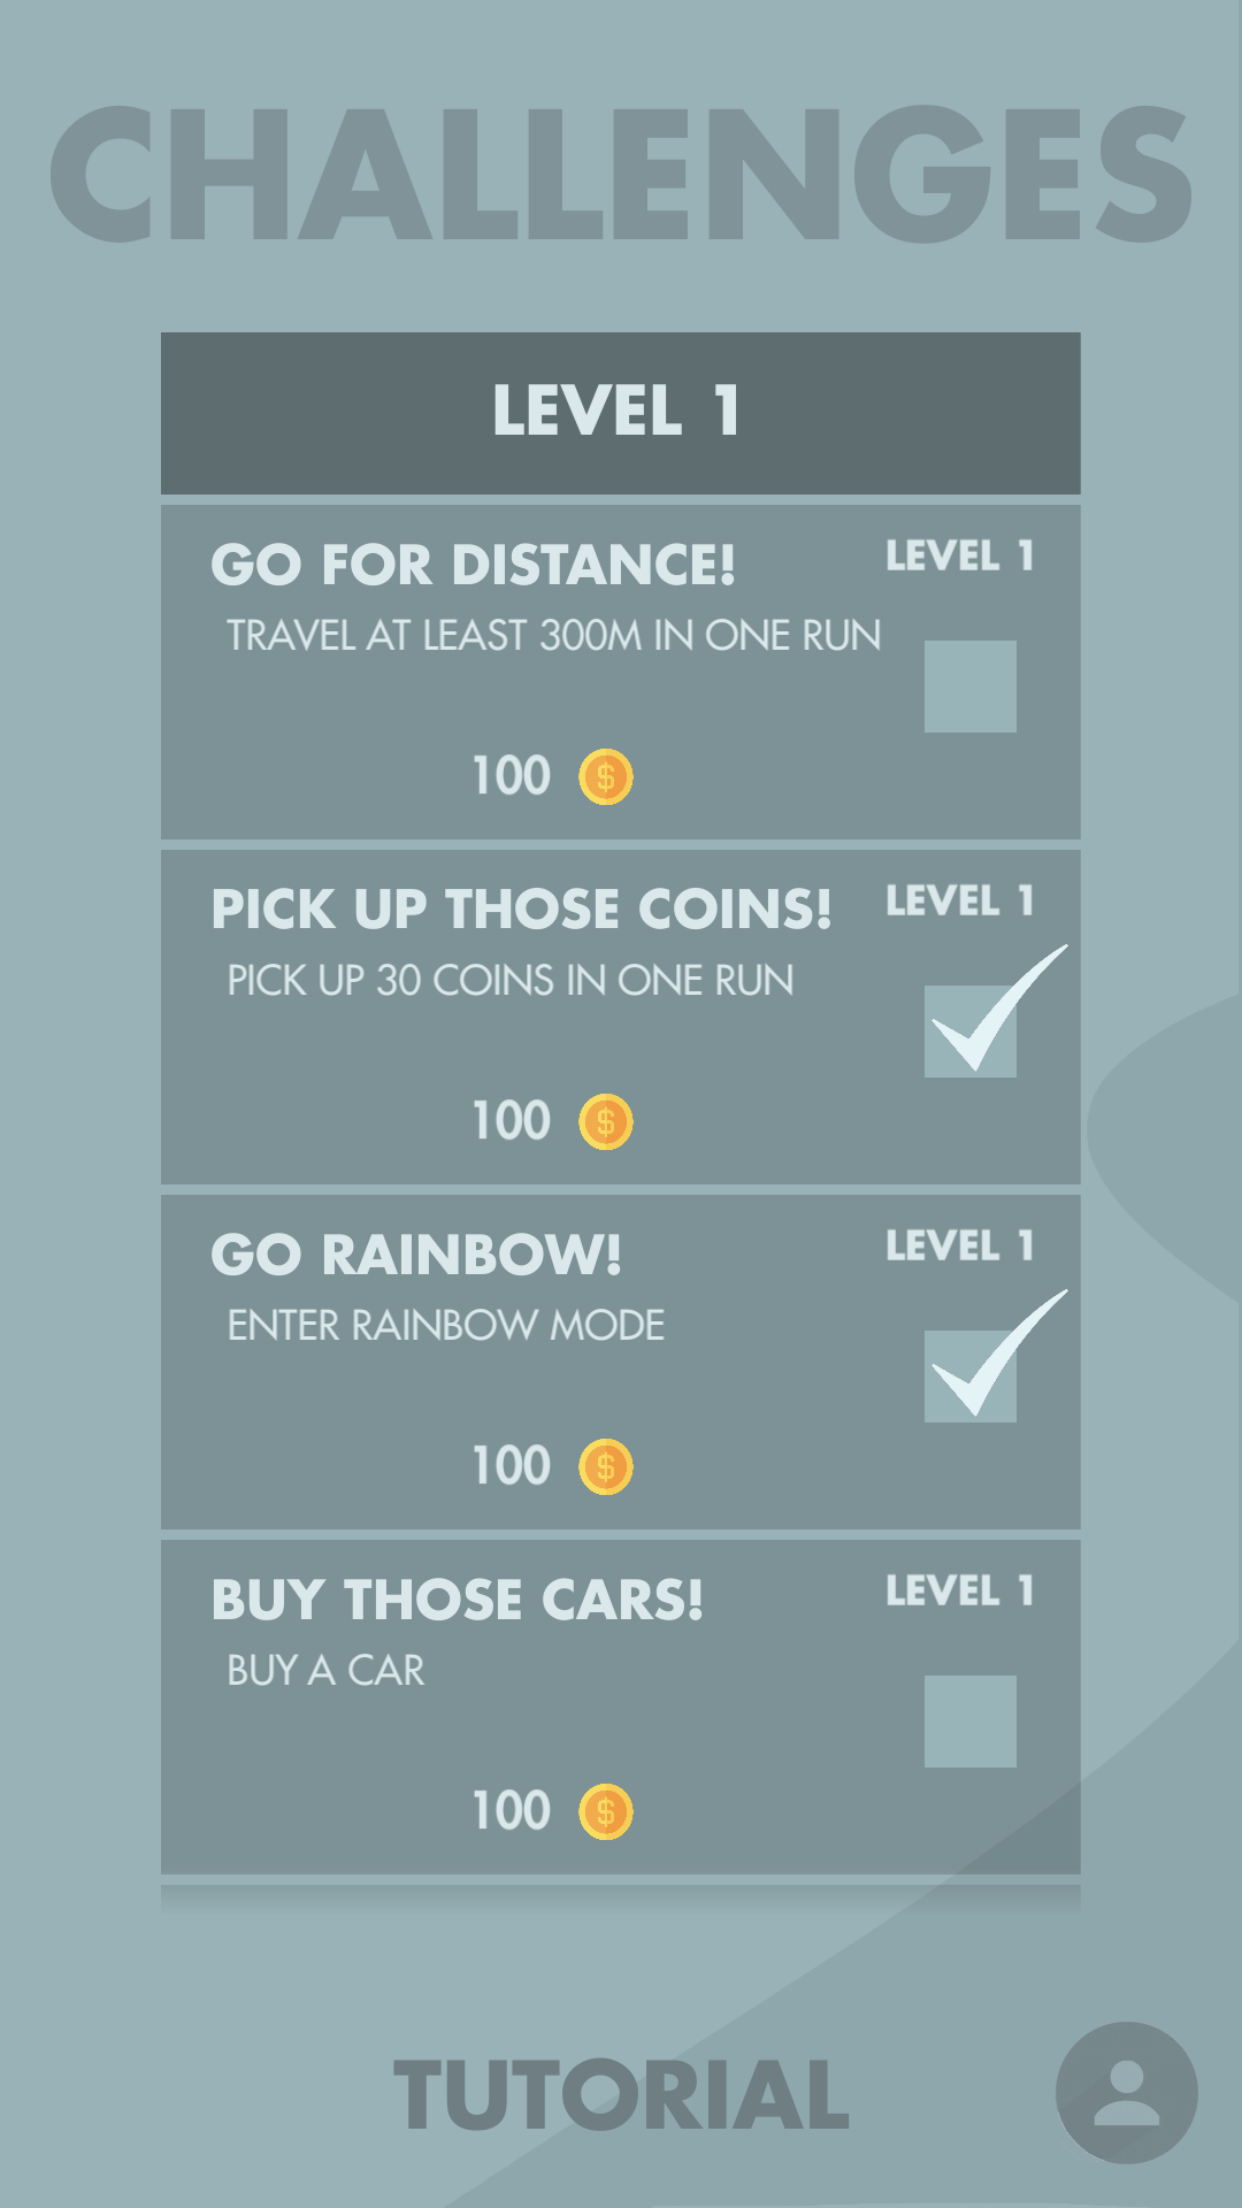 CHALLENGES
LEVEL 1
GO FOR DISTANCE!
LEVEL 1
TRAVEL AT LEAST 300M IN ONE RUN
100 $
PICK UP THOSE COINS!
LEVEL 1
PICK UP 30 COINS IN ONE RUN
100 $
GO RAINBOW!
LEVEL 1
ENTER RAINBOW MODE
100 $
BUY THOSE CARS!
LEVEL 1
BUY A CAR
100 $
TUTORIAL